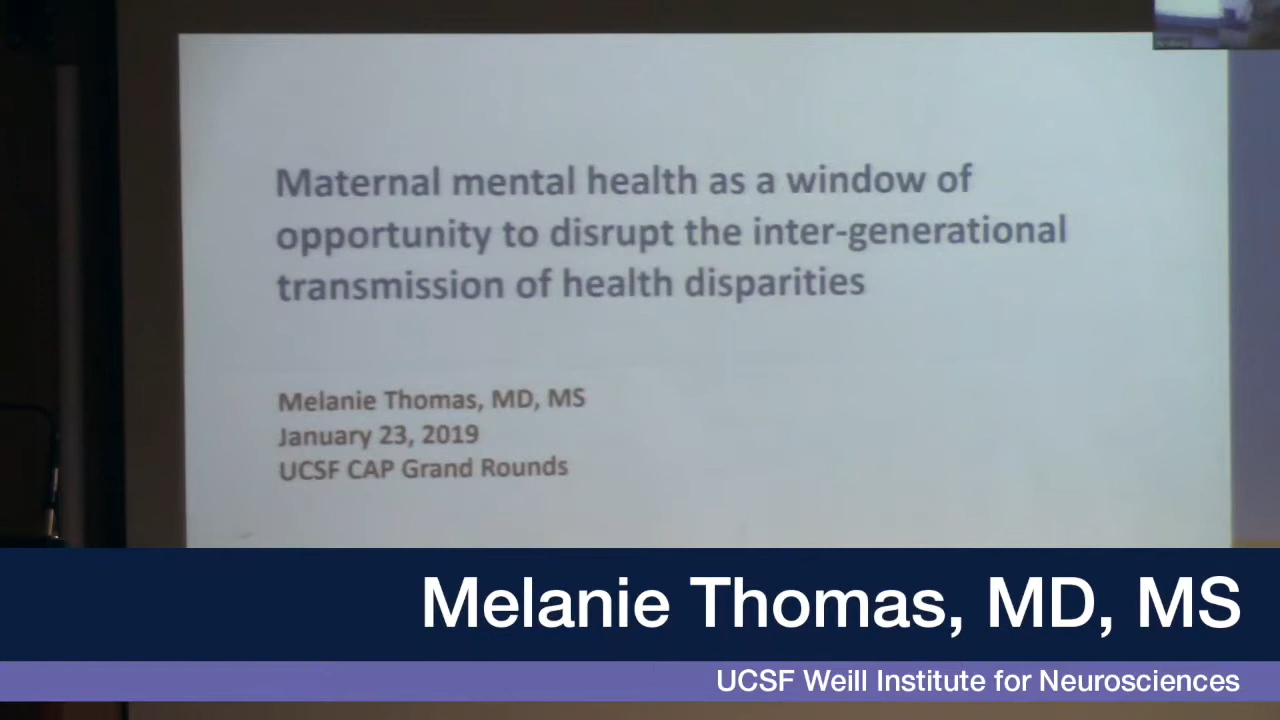 Maternal mental health as a window of
opportunity to disrupt the inter-generational
transmission of health disparities
Melanie Thomas, MD, MS
January 23, 2019
UCSF CAP Grand Rounds
Melanie Thomas, MD, MS
UCSF Weill Institute for Neurosciences